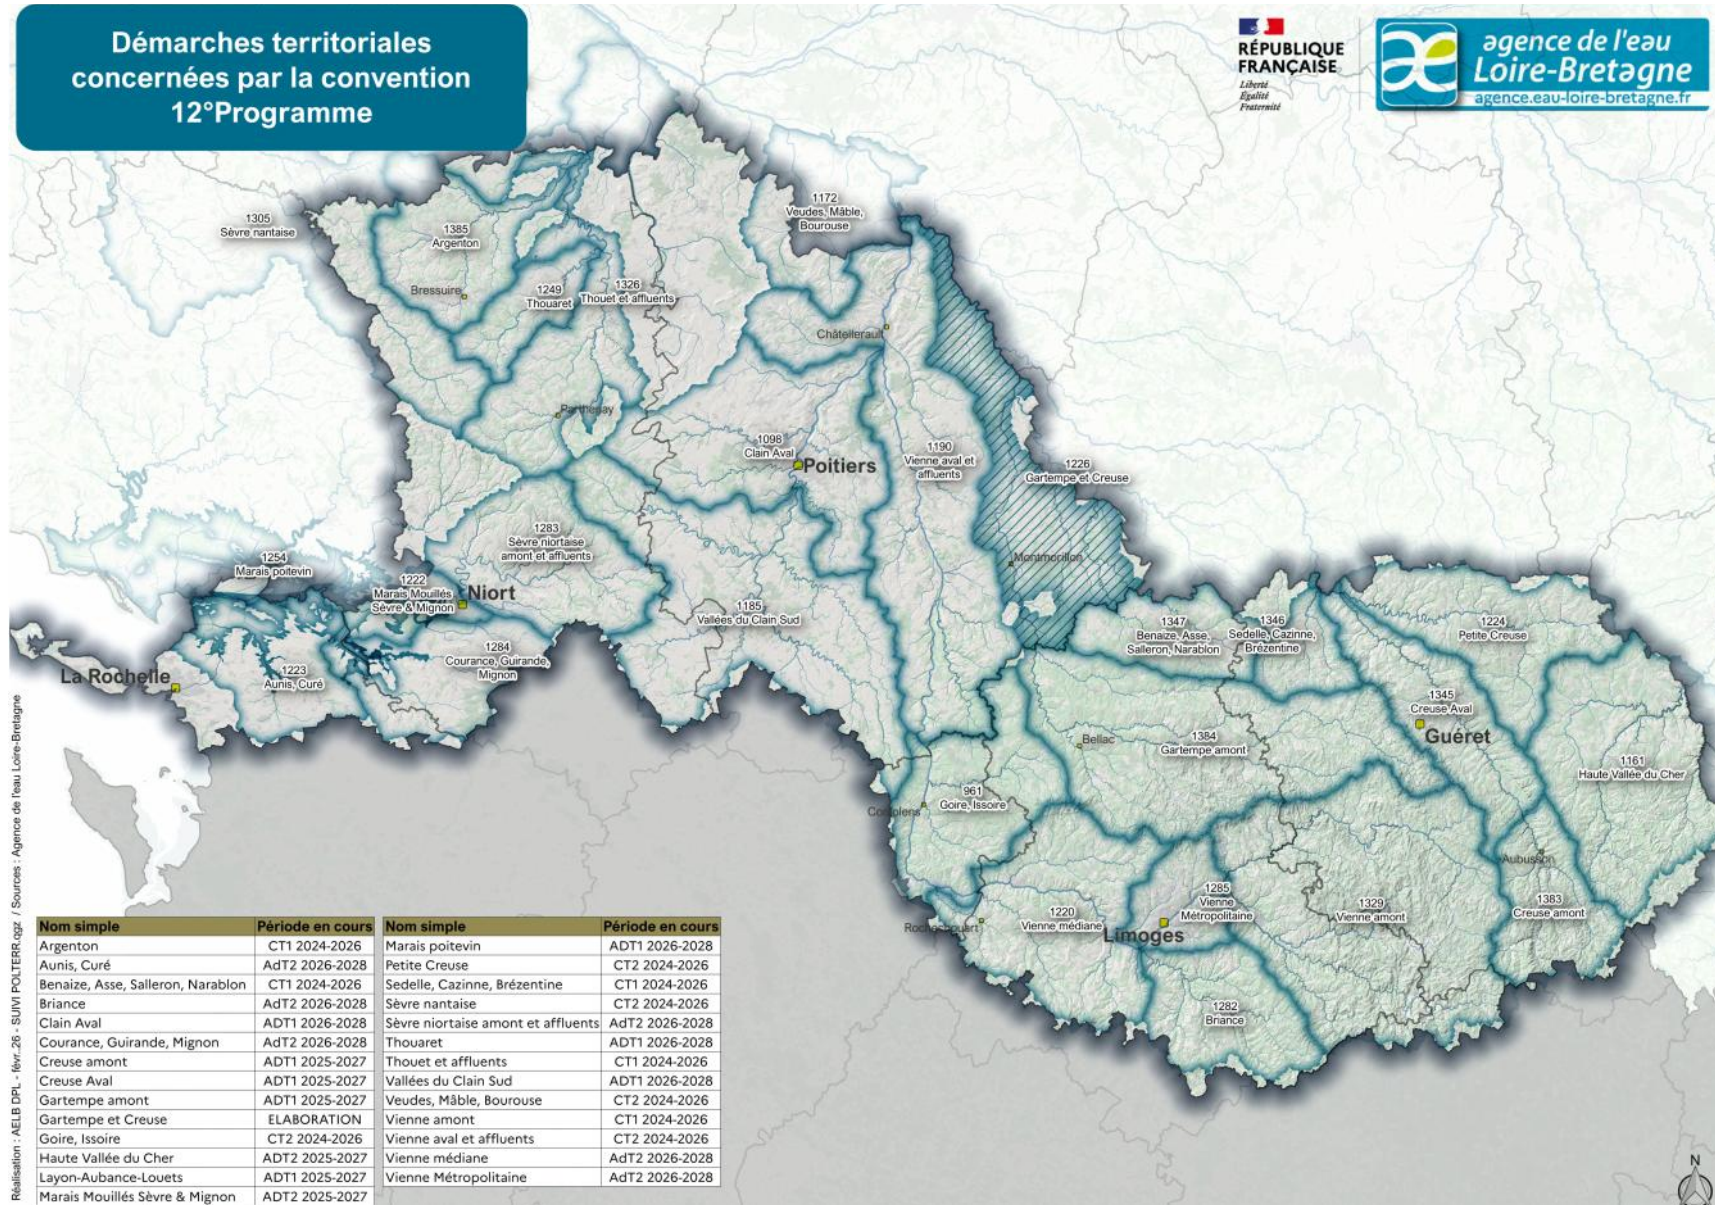 Démarches territoriales
concernées par la convention
12°Programme
RÉPUBLIQUE
FRANÇAISE
Liberté
Égalité
Fraternité
agence de l'eau
Loire-Bretagne
agence.eau-loire-bretagne.fr
1305
Sèvre nantaise
1385
Argenton
Bressuire
1249
Thouaret
1326
Thouet et affluents
1172
Veudes, Mâble,
Bourouse
Châtellerault
Parthenay
1098
Clain Aval
Poitiers
1190
Vienne aval et
affluents
1226
Gartempe et Creuse
Montmorillon
1283
Sèvre niortaise
amont et affluents
1254
Marais poitevin
1222
Marais Mouillés
Sèvre & Mignon
Niort
1185
Vallées du Clain Sud
1284
Courance, Guirande,
Mignon
La Rochelle
1223
Aunis, Curé
1347
Benaize, Asse,
Salleron, Narablon
1346
Sedelle, Cazinne,
Brézentine
1224
Petite Creuse
1345
Creuse Aval
Guéret
Bellac
1384
Gartempe amont
1161
Haute Vallée du Cher
961
Goire, Issoire
Confolens
Aubusson
1383
Creuse amont
1285
Vienne
Métropolitaine
1220
Vienne médiane
Rochechouart
Limoges
1329
Vienne amont
1282
Briance
Nom simple Période en cours Nom simple Période en cours
Argenton CT1 2024-2026 Marais poitevin ADT1 2026-2028
Aunis, Curé AdT2 2026-2028 Petite Creuse CT2 2024-2026
Benaize, Asse, Salleron, Narablon CT1 2024-2026 Sedelle, Cazinne, Brézentine CT1 2024-2026
Briance AdT2 2026-2028 Sèvre nantaise CT2 2024-2026
Clain Aval ADT1 2026-2028 Sèvre niortaise amont et affluents AdT2 2026-2028
Courance, Guirande, Mignon AdT2 2026-2028 Thouaret ADT1 2026-2028
Creuse amont ADT1 2025-2027 Thouet et affluents CT1 2024-2026
Creuse Aval ADT1 2025-2027 Vallées du Clain Sud ADT1 2026-2028
Gartempe amont ADT1 2025-2027 Veudes, Mâble, Bourouse CT2 2024-2026
Gartempe et Creuse ELABORATION Vienne amont CT1 2024-2026
Goire, Issoire CT2 2024-2026 Vienne aval et affluents CT2 2024-2026
Haute Vallée du Cher ADT2 2025-2027 Vienne médiane AdT2 2026-2028
Layon-Aubance-Louets ADT1 2025-2027 Vienne Métropolitaine AdT2 2026-2028
Marais Mouillés Sèvre & Mignon ADT2 2025-2027
Réalisation : AELB DPL - févr..26 - SUIVI POLTERR.qgz / Sources : Agence de l'eau Loire-Bretagne
N